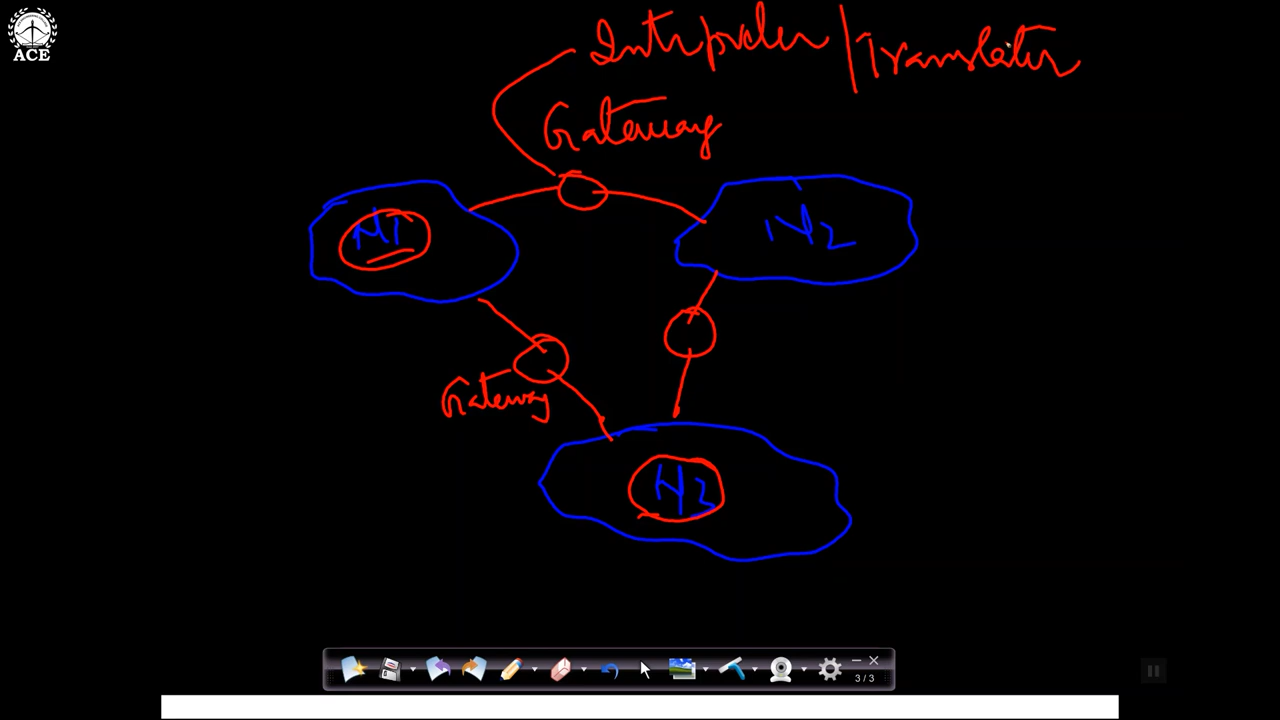 ACE
Interpreter / Translator
Gateway
N1
N2
Gateway
N3
3 / 3